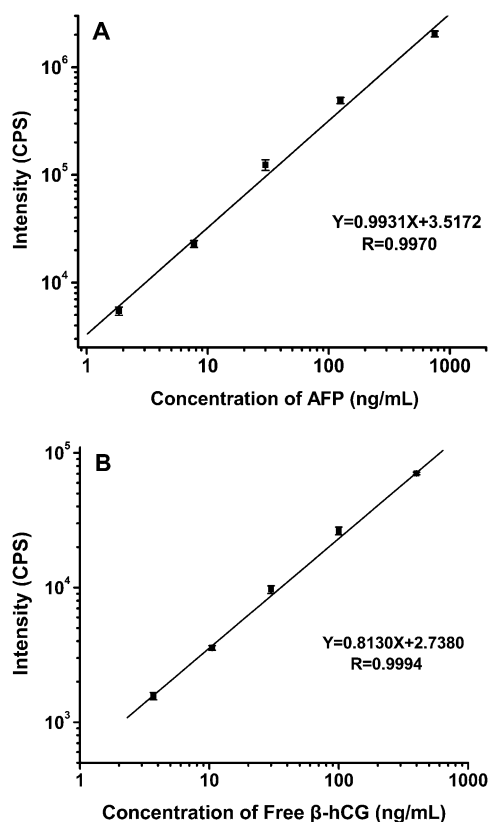 A
10⁶
10⁵
10⁴
Intensity (CPS)
Y=0.9931X+3.5172
R=0.9970
1 10 100 1000
Concentration of AFP (ng/mL)
B
10⁵
10⁴
10³
Intensity (CPS)
Y=0.8130X+2.7380
R=0.9994
1 10 100 1000
Concentration of Free β-hCG (ng/mL)